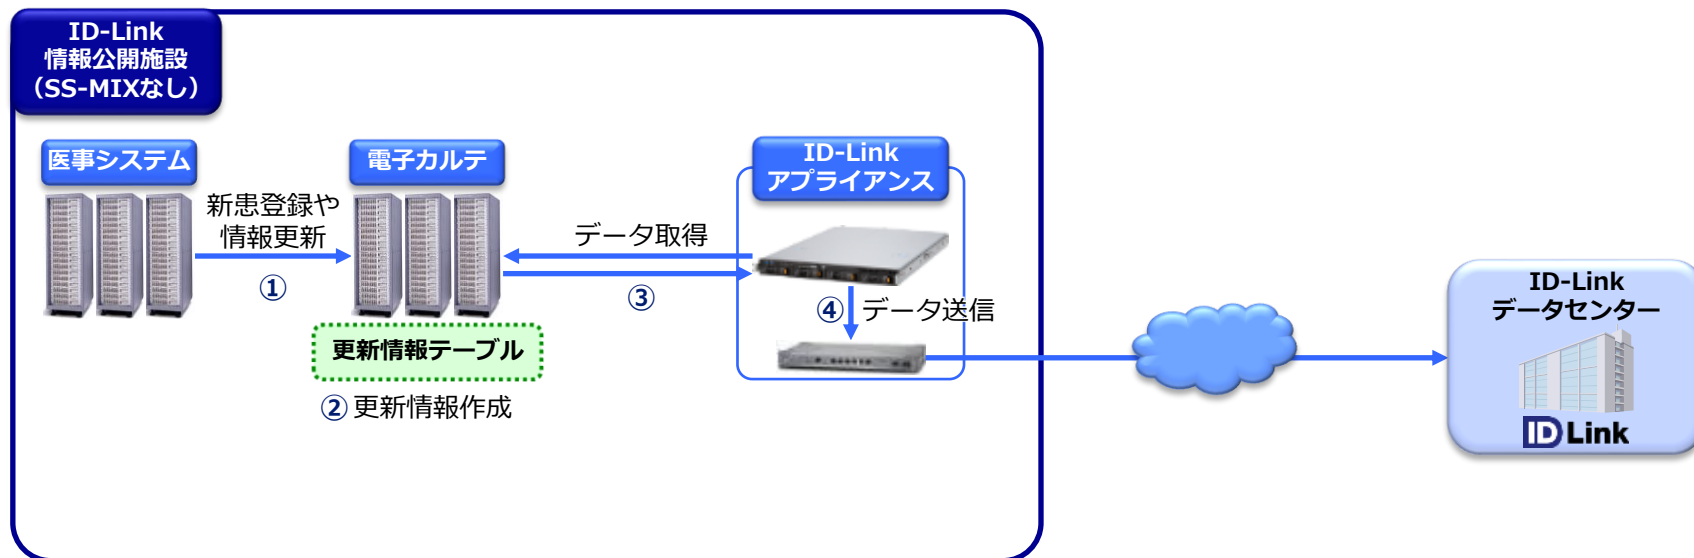 ID-Link
情報公開施設
（SS-MIXなし）
医事システム
電子カルテ
ID-Link
アプライアンス
新患登録や
情報更新
①
データ取得
③
④
データ送信
更新情報テーブル
② 更新情報作成
ID-Link
データセンター
ID Link